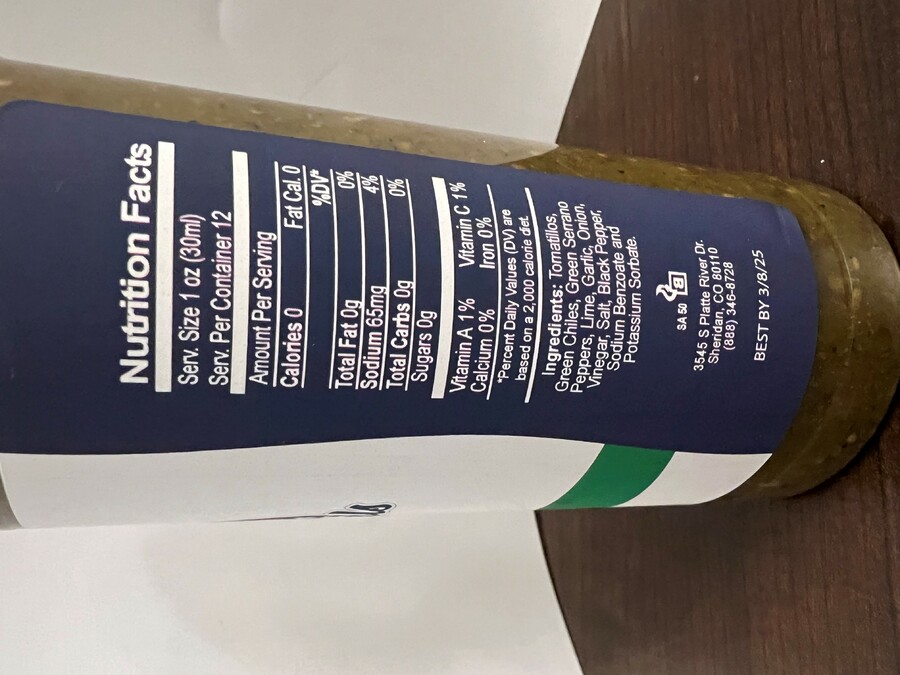 Nutrition Facts
Serv. Size 1 oz (30ml)
Serv. Per Container 12
Amount Per Serving
Calories 0 Fat Cal. 0
%DV*
Total Fat 0g 0%
Sodium 65mg 4%
Total Carbs 0g 0%
Sugars 0g
Vitamin A 1% Vitamin C 1%
Calcium 0% Iron 0%
*Percent Daily Values (DV) are
based on a 2,000 calorie diet.
Ingredients: Tomatillos,
Green Chiles, Green Serrano
Peppers, Lime, Garlic, Onion,
Vinegar, Salt, Black Pepper,
Sodium Benzoate and
Potassium Sorbate.
SA 50
3545 S Platte River Dr.
Sheridan, CO 80110
(888) 346-8728
BEST BY 3/8/25